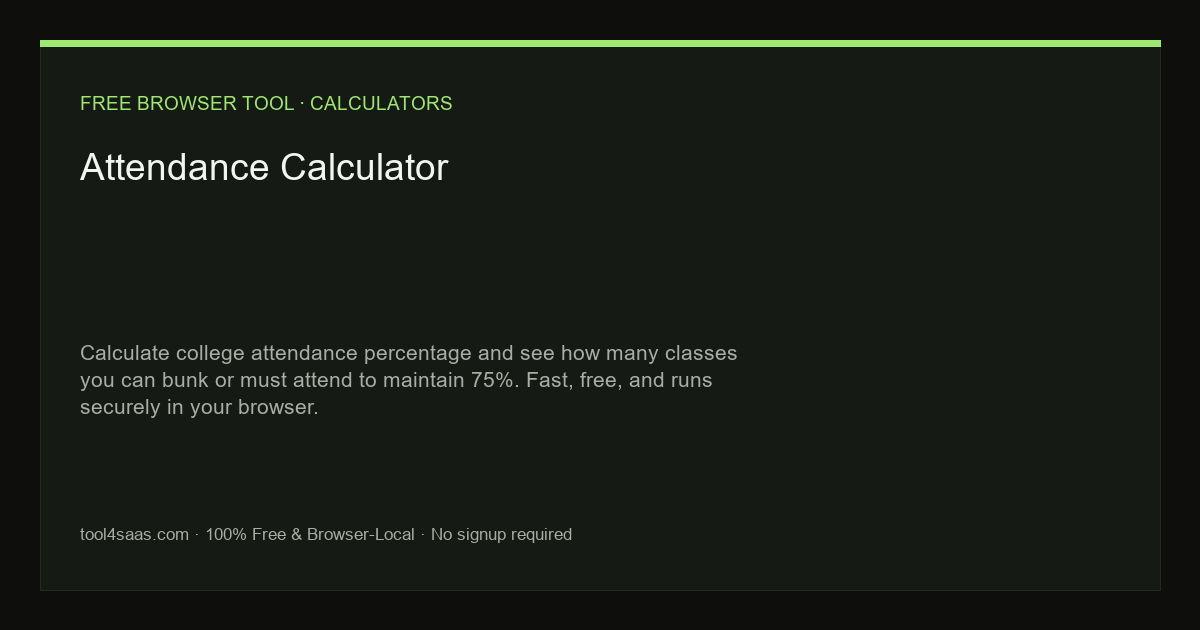 FREE BROWSER TOOL · CALCULATORS
Attendance Calculator
Calculate college attendance percentage and see how many classes
you can bunk or must attend to maintain 75%. Fast, free, and runs
securely in your browser.
tool4saas.com · 100% Free & Browser-Local · No signup required